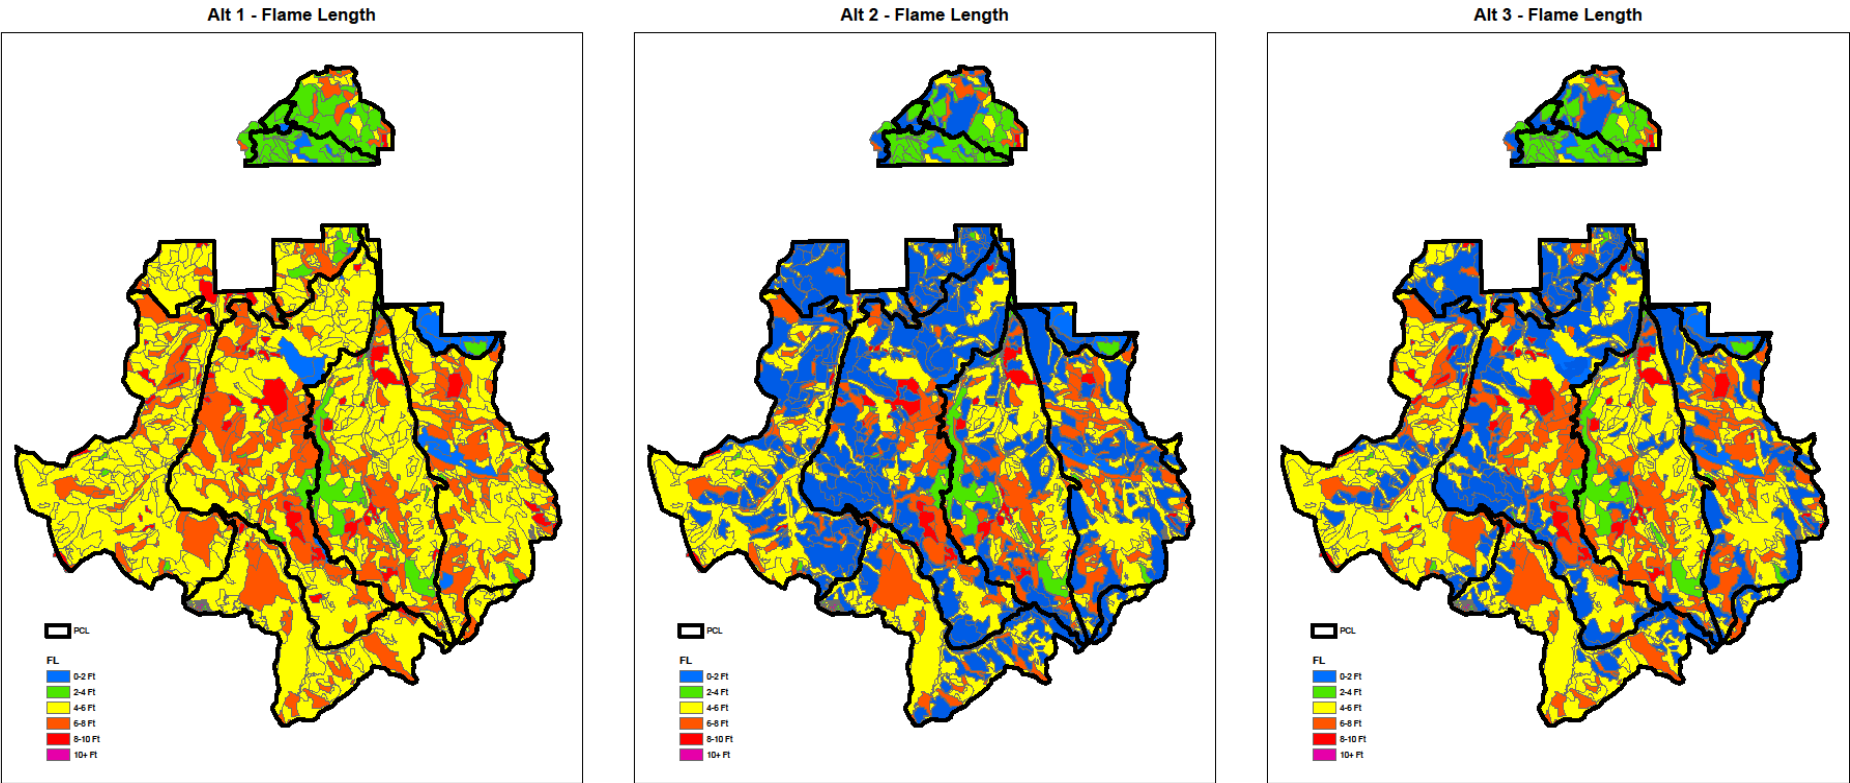 Alt 1 - Flame Length
PCL
FL
0-2 Ft
2-4 Ft
4-6 Ft
6-8 Ft
8-10 Ft
10+ Ft
Alt 2 - Flame Length
PCL
FL
0-2 Ft
2-4 Ft
4-6 Ft
6-8 Ft
8-10 Ft
10+ Ft
Alt 3 - Flame Length
PCL
FL
0-2 Ft
2-4 Ft
4-6 Ft
6-8 Ft
8-10 Ft
10+ Ft